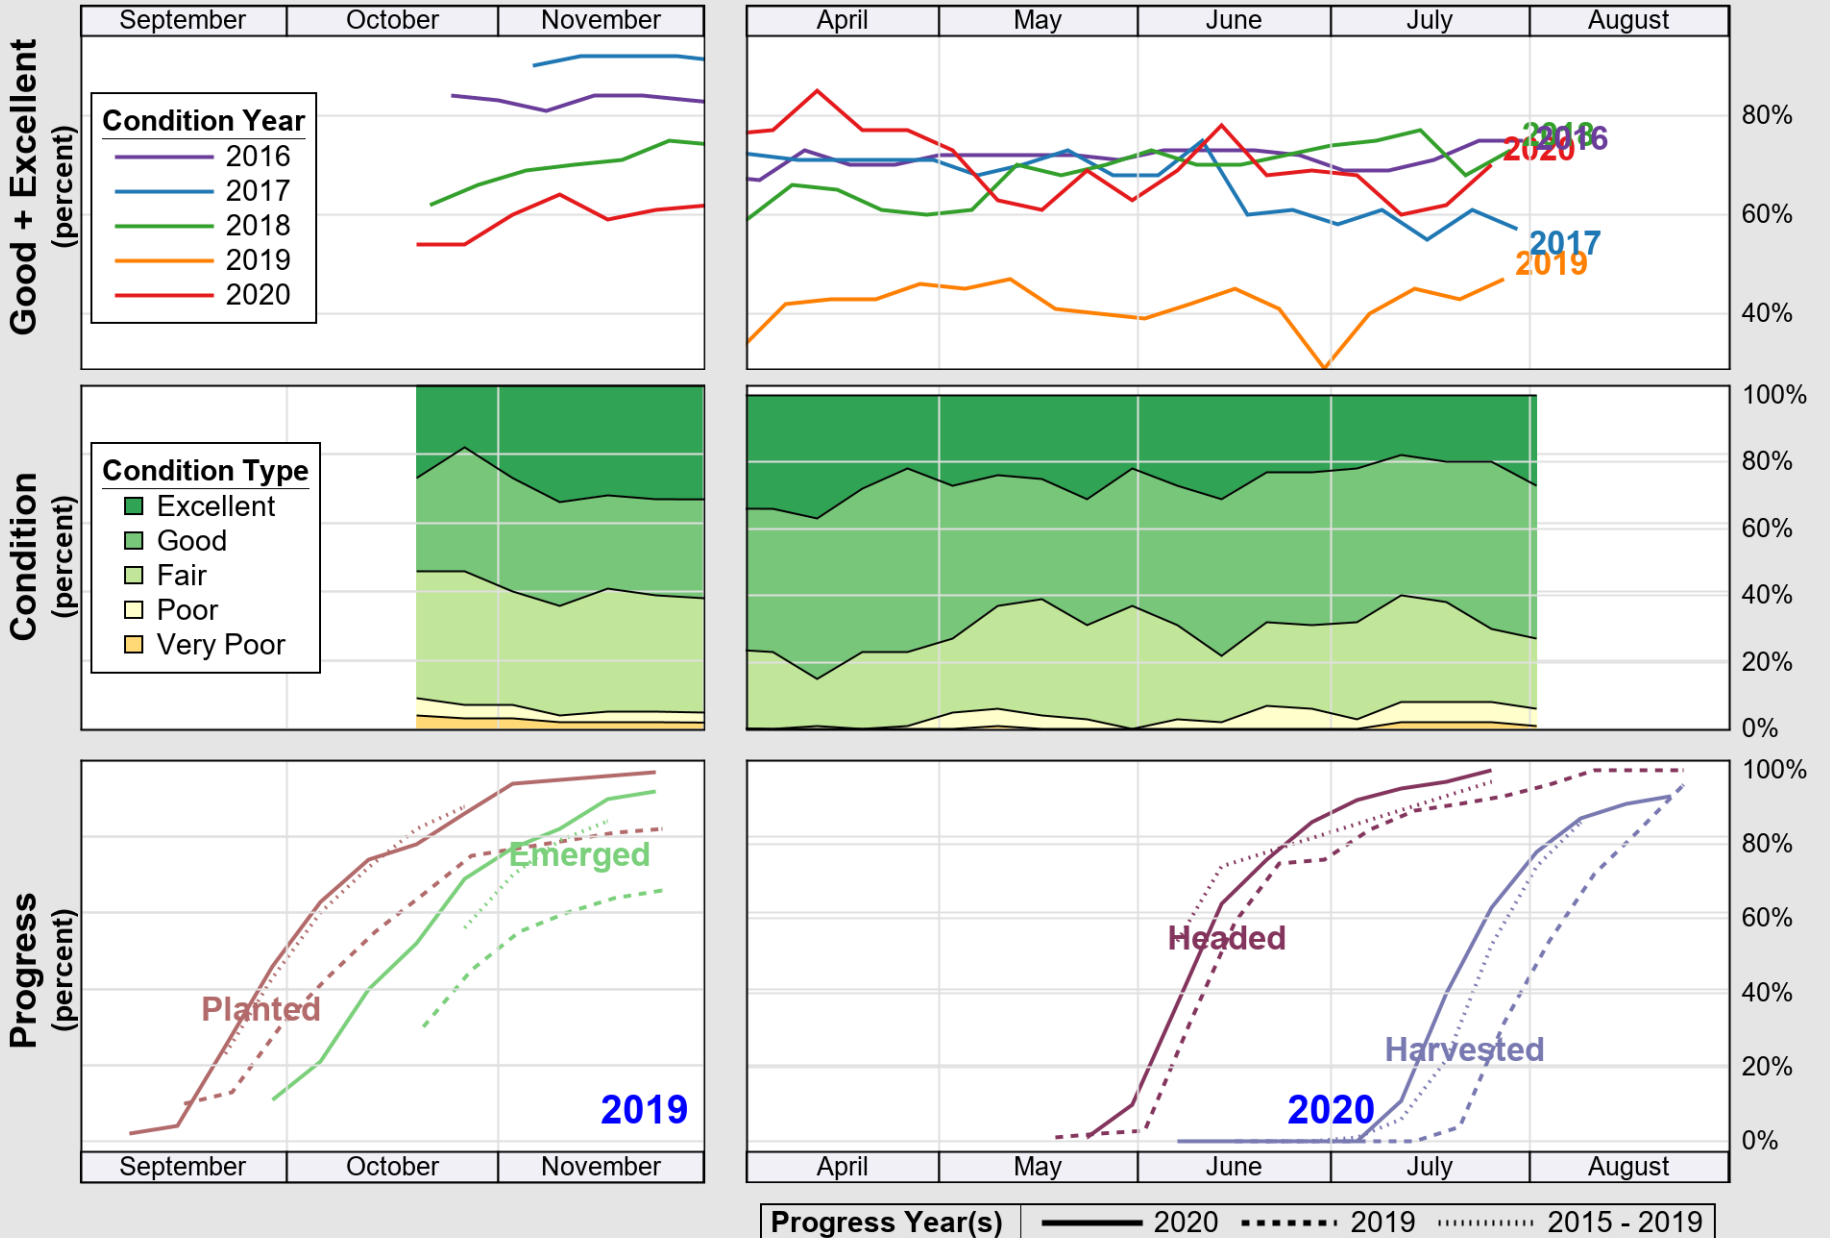 September October November April May June July August
Good + Excellent
(percent)
Condition Year
2016
2017
2018
2019
2020
80%
60%
40%
2018
2016
2020
2017
2019
Condition
(percent)
Condition Type
Excellent
Good
Fair
Poor
Very Poor
100%
80%
60%
40%
20%
0%
Progress
(percent)
Planted
Emerged
2019
Headed
Harvested
2020
100%
80%
60%
40%
20%
0%
September October November April May June July August
Progress Year(s) 2020 2019 2015 - 2019